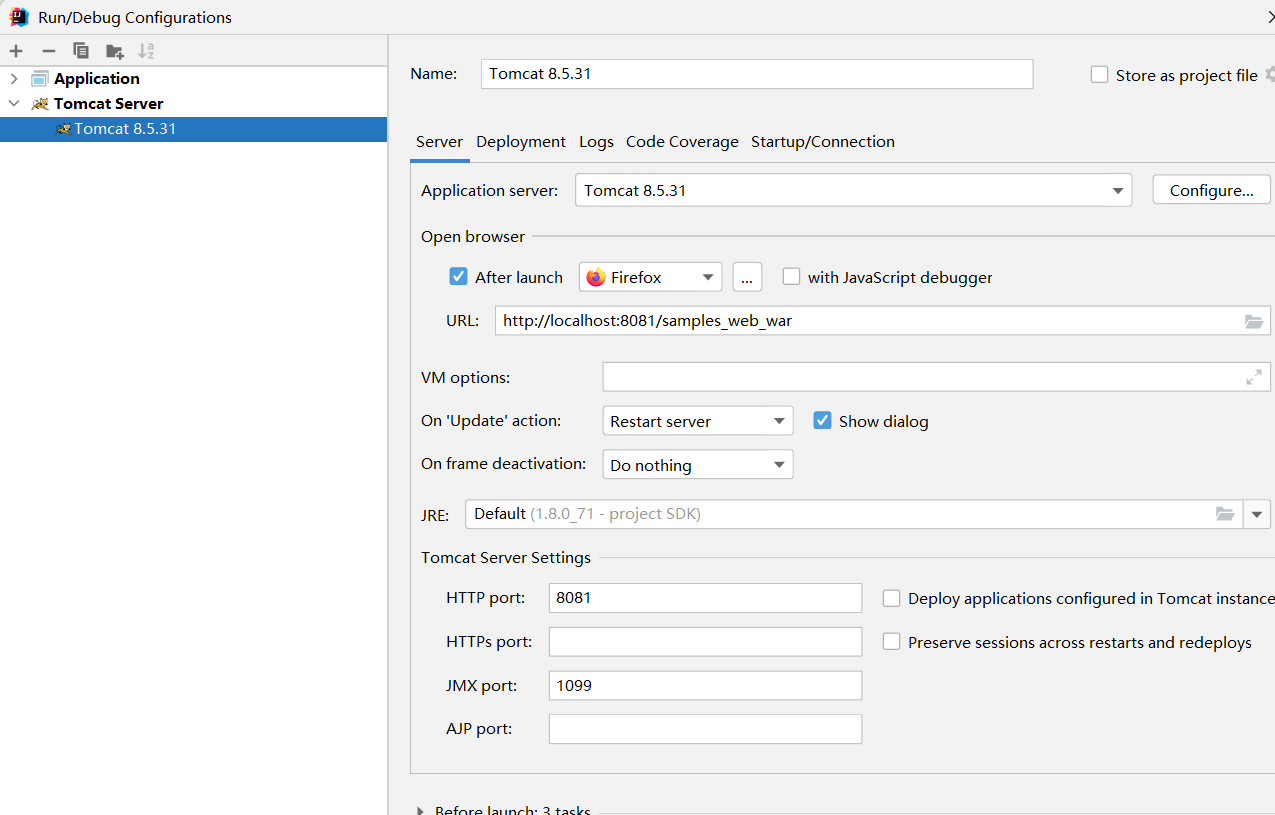 Run/Debug Configurations
Application
Tomcat Server
Tomcat 8.5.31
Name: Tomcat 8.5.31 Store as project file
Server Deployment Logs Code Coverage Startup/Connection
Application server: Tomcat 8.5.31 Configure...
Open browser
After launch Firefox ... with JavaScript debugger
URL: http://localhost:8081/samples_web_war
VM options:
On 'Update' action: Restart server Show dialog
On frame deactivation: Do nothing
JRE: Default (1.8.0_71 - project SDK)
Tomcat Server Settings
HTTP port: 8081 Deploy applications configured in Tomcat instance
HTTPs port: Preserve sessions across restarts and redeploys
JMX port: 1099
AJP port:
Before launch: 3 tasks